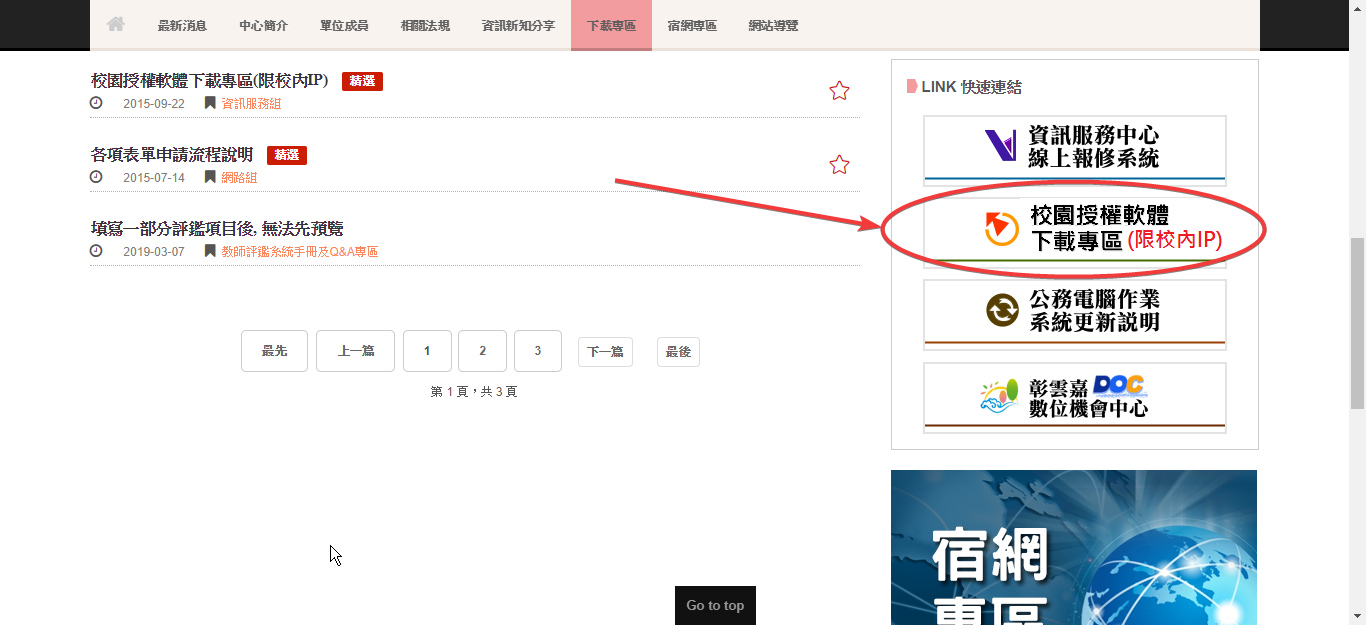 最新消息 中心簡介 單位成員 相關法規 資訊新知分享 下載專區 宿網專區 網站導覽
校園授權軟體下載專區(限校內IP) 精選
2015-09-22 資訊服務組
各項表單申請流程說明 精選
2015-07-14 網路組
填寫一部分評鑑項目後, 無法先預覽
2019-03-07 教師評鑑系統手冊及Q&A專區
最先 上一篇 1 2 3 下一篇 最後
第 1 頁，共 3 頁
Go to top
LINK 快速連結
資訊服務中心
線上報修系統
校園授權軟體
下載專區 (限校內IP)
公務電腦作業
系統更新說明
彰雲嘉 DOC
數位機會中心
宿網
專區